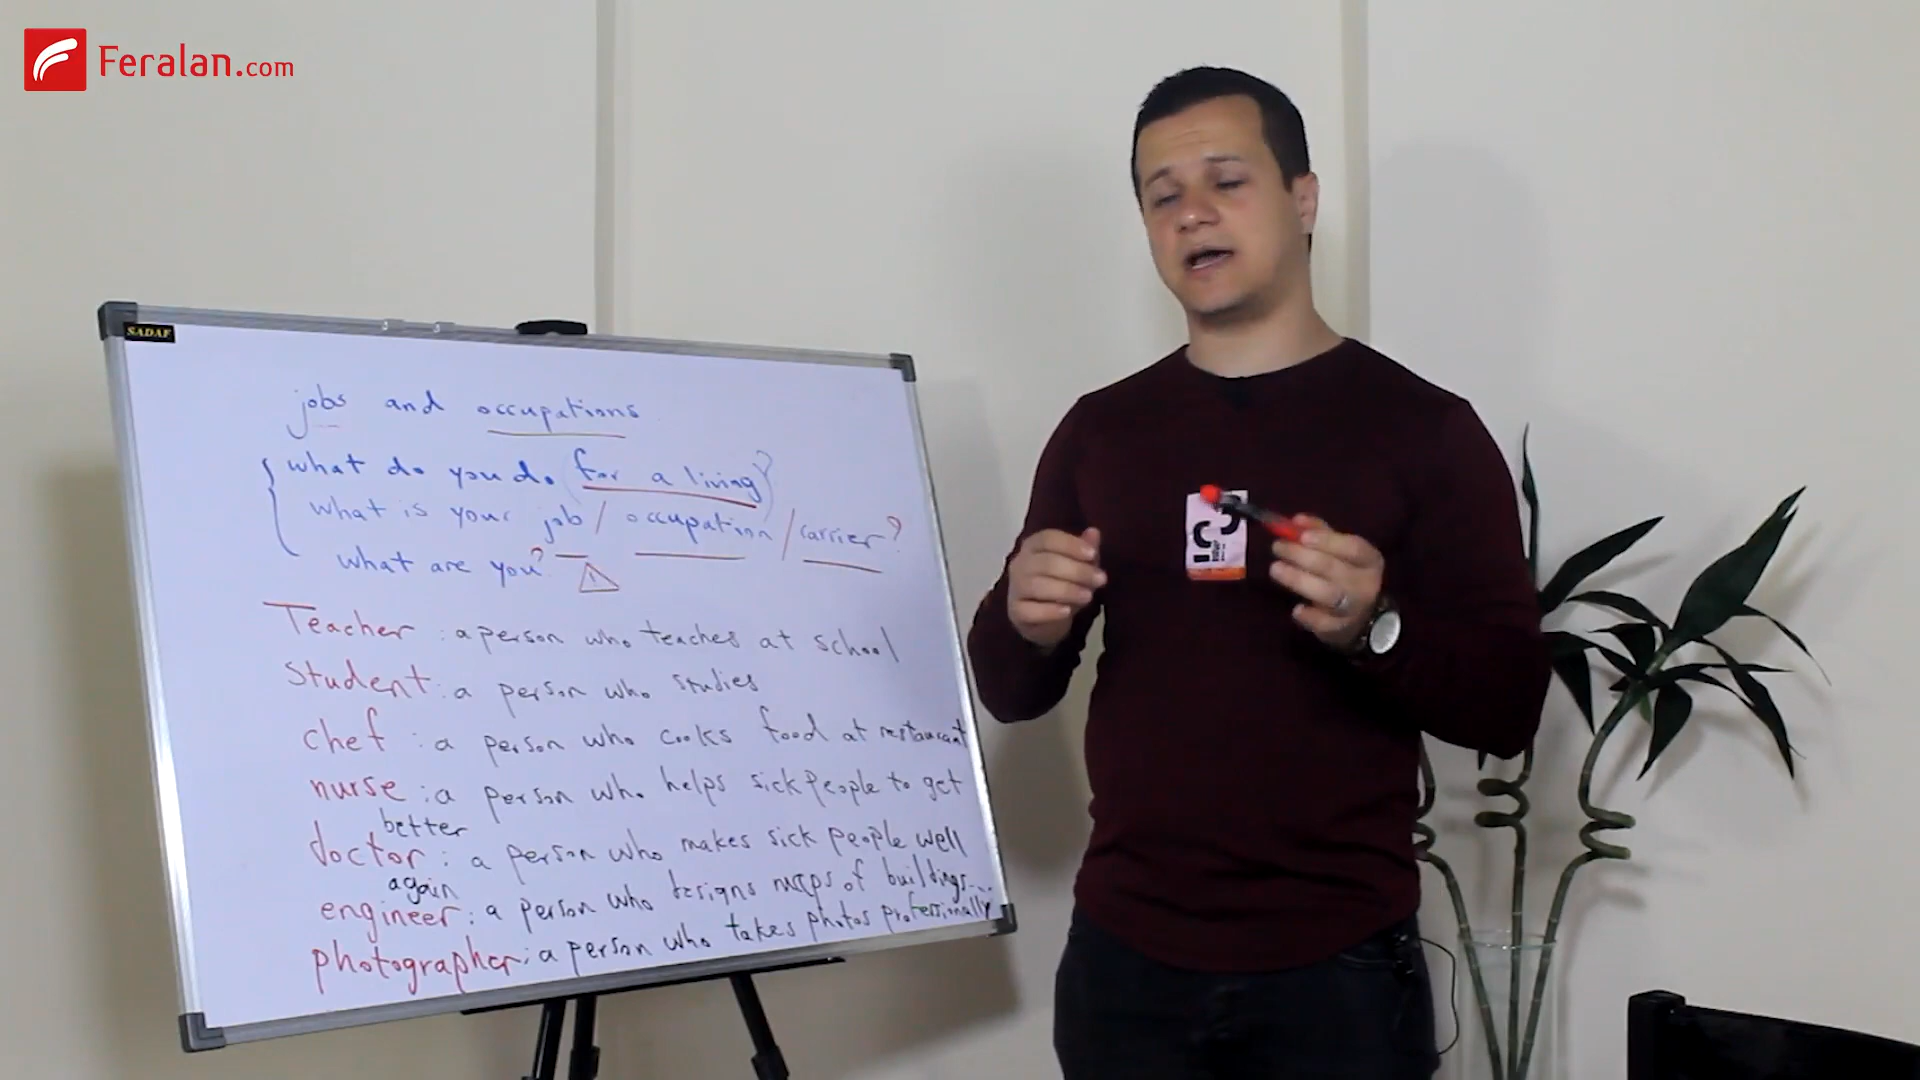 Feralan.com
SADAF
jobs and occupations
what do you do (for a living)?
what is your job / occupation / carrier?
what are you?
Teacher : a person who teaches at school
Student : a person who studies
chef : a person who cooks food at restaurant
nurse : a person who helps sick people to get
better
doctor : a person who makes sick people well
again
engineer : a person who designs maps of buildings...
photographer : a person who takes photos professionally